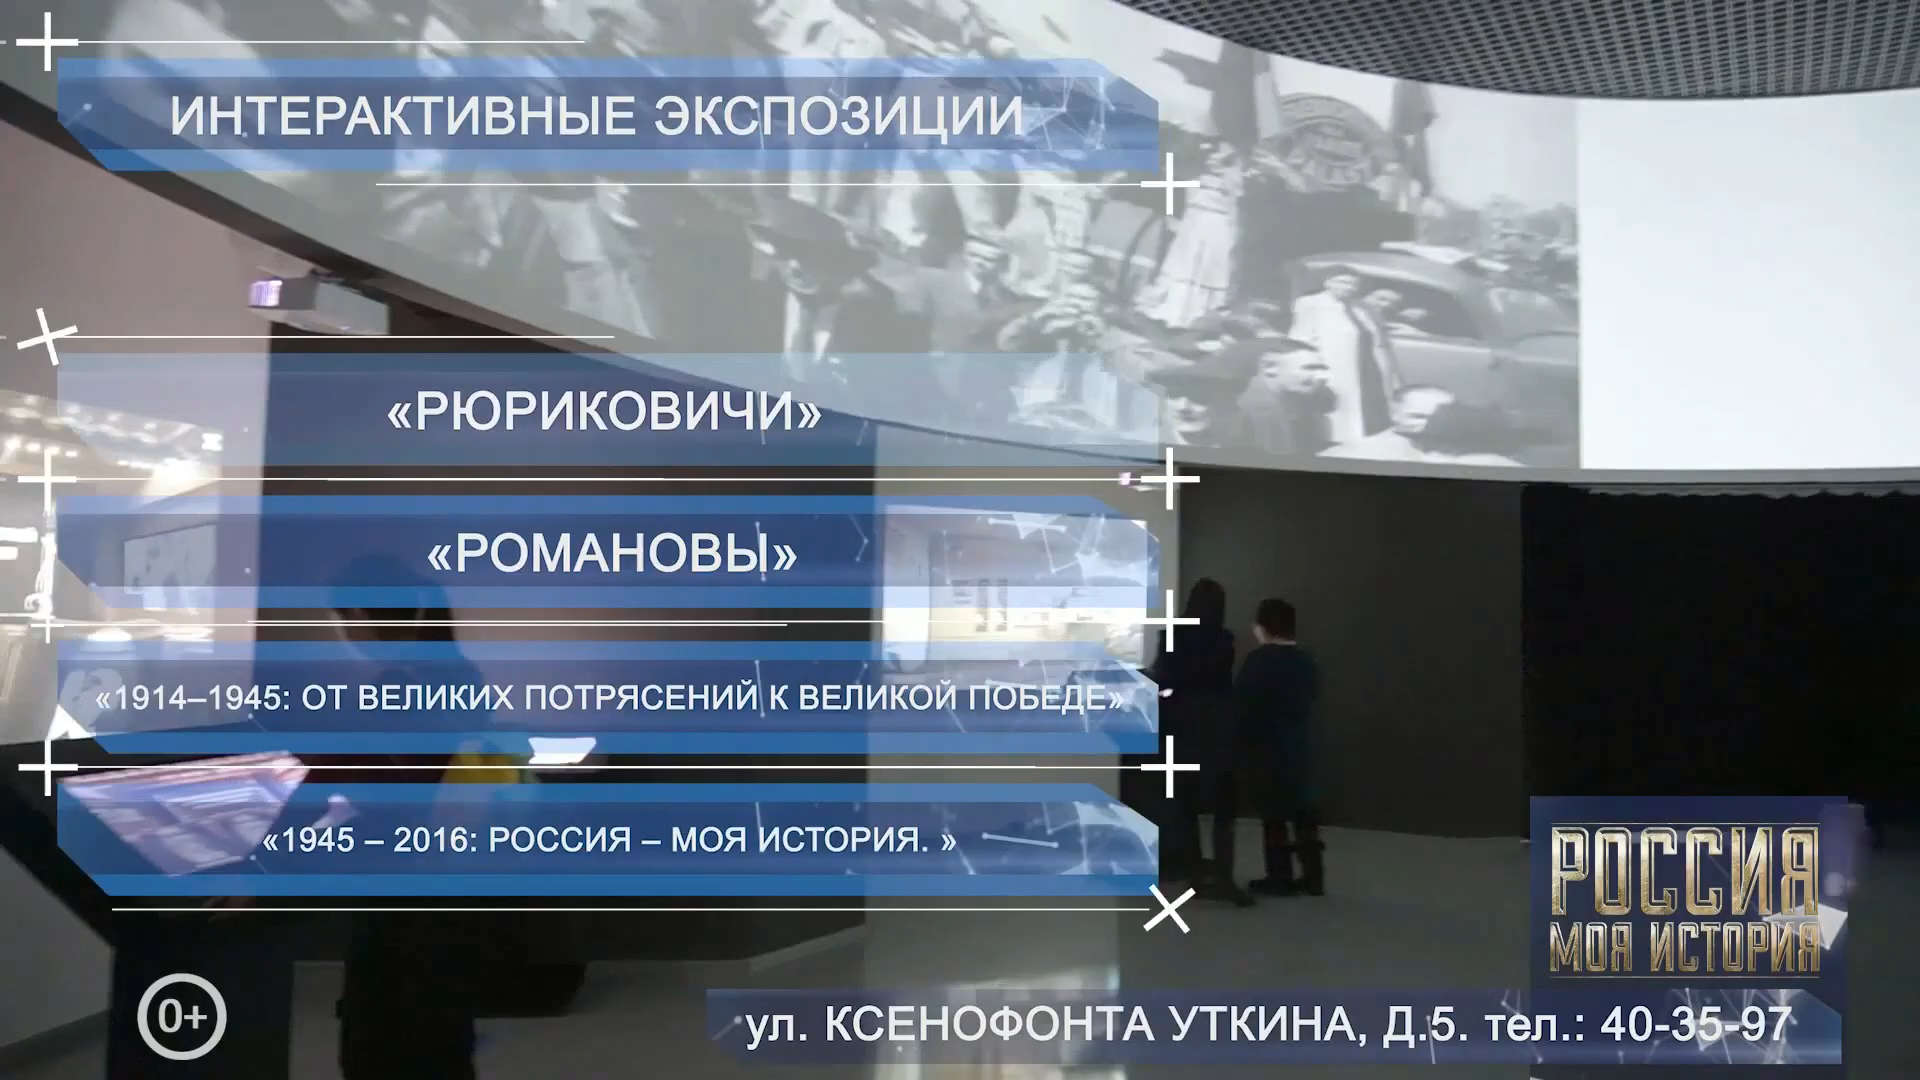 ИНТЕРАКТИВНЫЕ ЭКСПОЗИЦИИ
«РЮРИКОВИЧИ»
«РОМАНОВЫ»
«1914–1945: ОТ ВЕЛИКИХ ПОТРЯСЕНИЙ К ВЕЛИКОЙ ПОБЕДЕ»
«1945 – 2016: РОССИЯ – МОЯ ИСТОРИЯ. »
РОССИЯ
МОЯ ИСТОРИЯ
0+
ул. КСЕНОФОНТА УТКИНА, Д.5. тел.: 40-35-97